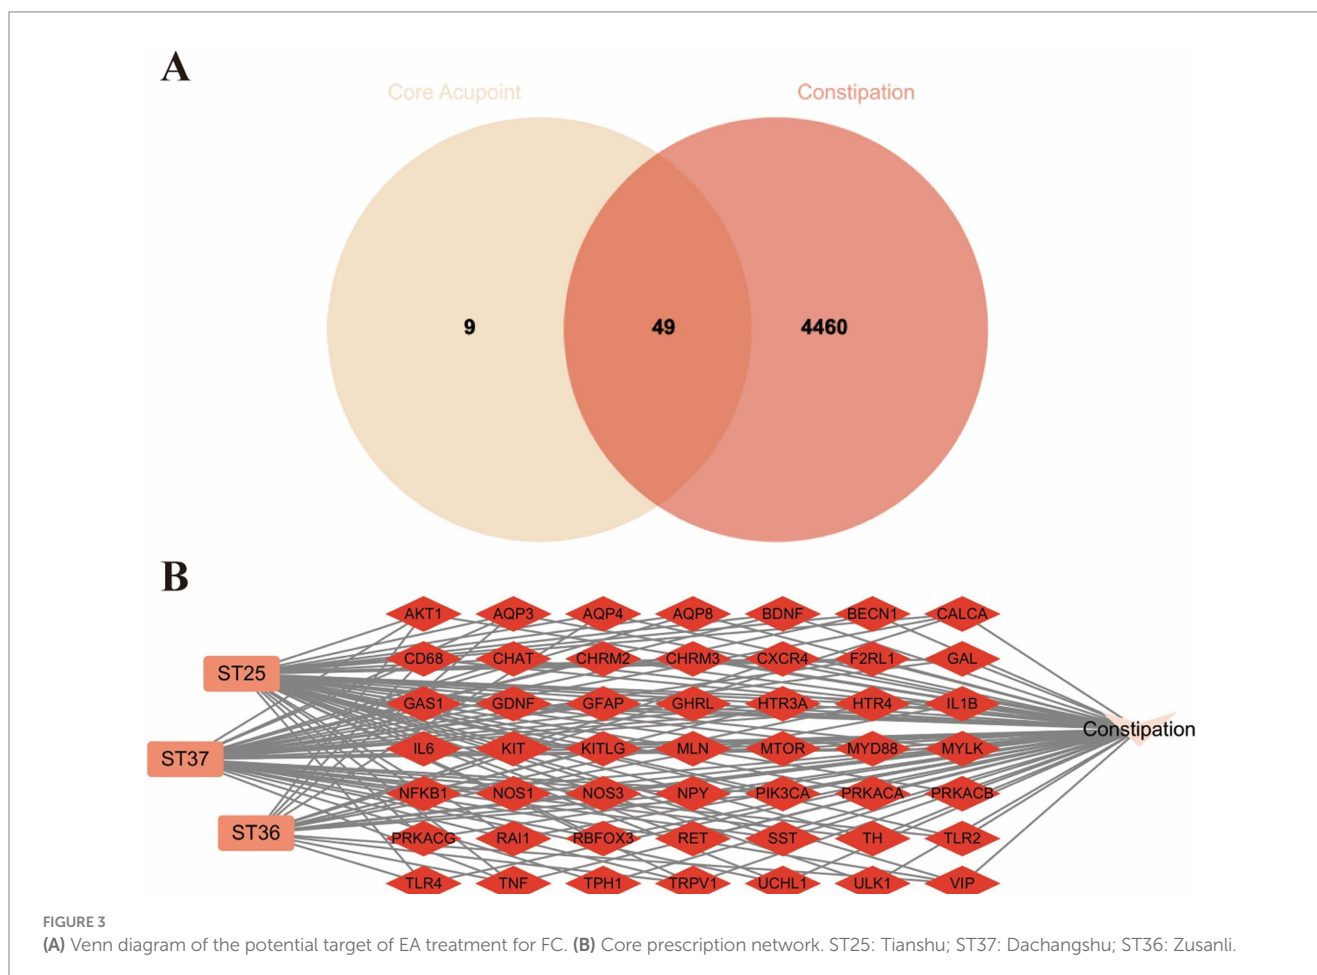 A
Core Acupoint Constipation
9 49 4460
B
AKT1 AQP3 AQP4 AQP8 BDNF BECN1 CALCA
ST25 CD68 CHAT CHRM2 CHRM3 CXCR4 F2RL1 GAL
GAS1 GDNF GFAP GHRL HTR3A HTR4 IL1B
Constipation
ST37 IL6 KIT KITLG MLN MTOR MYD88 MYLK
NFKB1 NOS1 NOS3 NPY PIK3CA PRKACA PRKACB
ST36 PRKACG RAI1 RBFOX3 RET SST TH TLR2
TLR4 TNF TPH1 TRPV1 UCHL1 ULK1 VIP
FIGURE 3
(A) Venn diagram of the potential target of EA treatment for FC. (B) Core prescription network. ST25: Tianshu; ST37: Dachangshu; ST36: Zusanli.